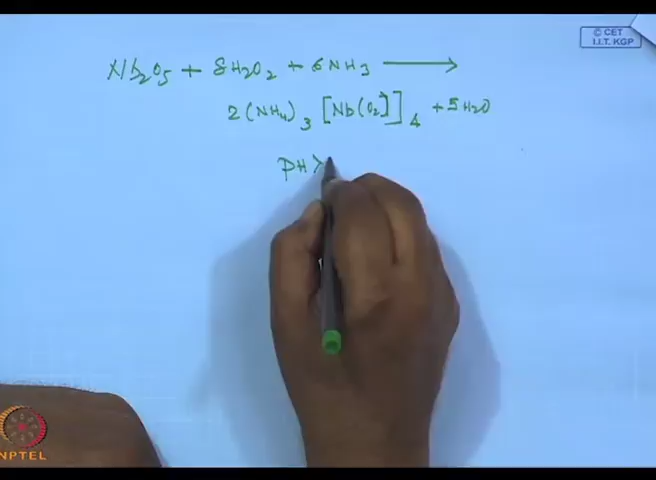 © CET
I.I.T. KGP
Nb2O5 + 8H2O2 + 6NH3 →
2(NH4)3 [Nb(O2)]4 + 5H2O
pH >
NPTEL